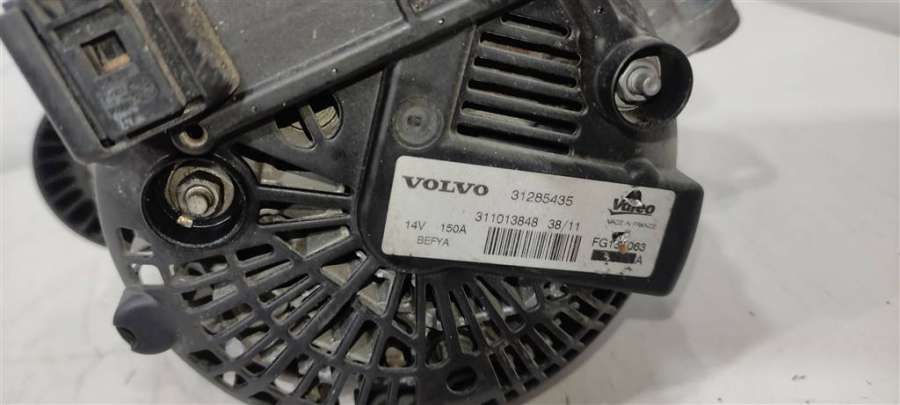 VOLVO 31285435 Valeo
MADE IN FRANCE
311013848 38/11
14V 150A
BEFYA